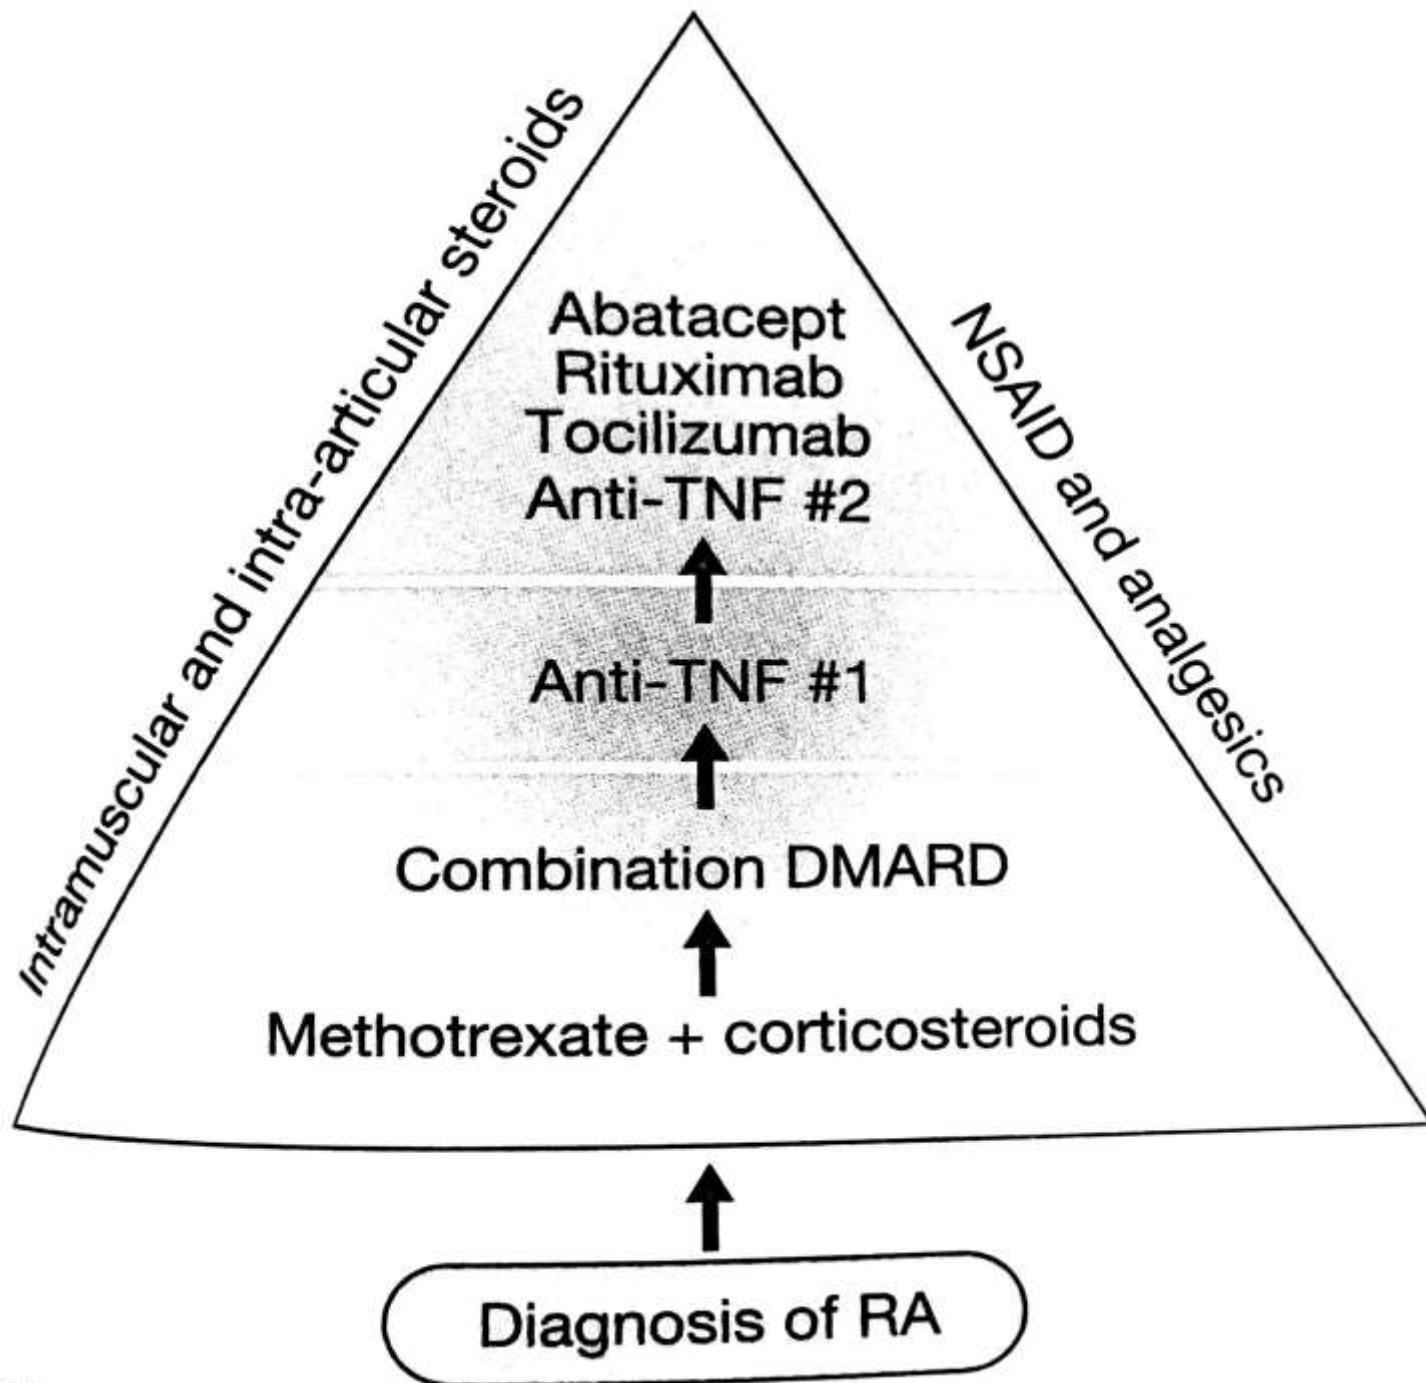 Intramuscular and intra-articular steroids
NSAID and analgesics
Abatacept
Rituximab
Tocilizumab
Anti-TNF #2
Anti-TNF #1
Combination DMARD
Methotrexate + corticosteroids
Diagnosis of RA